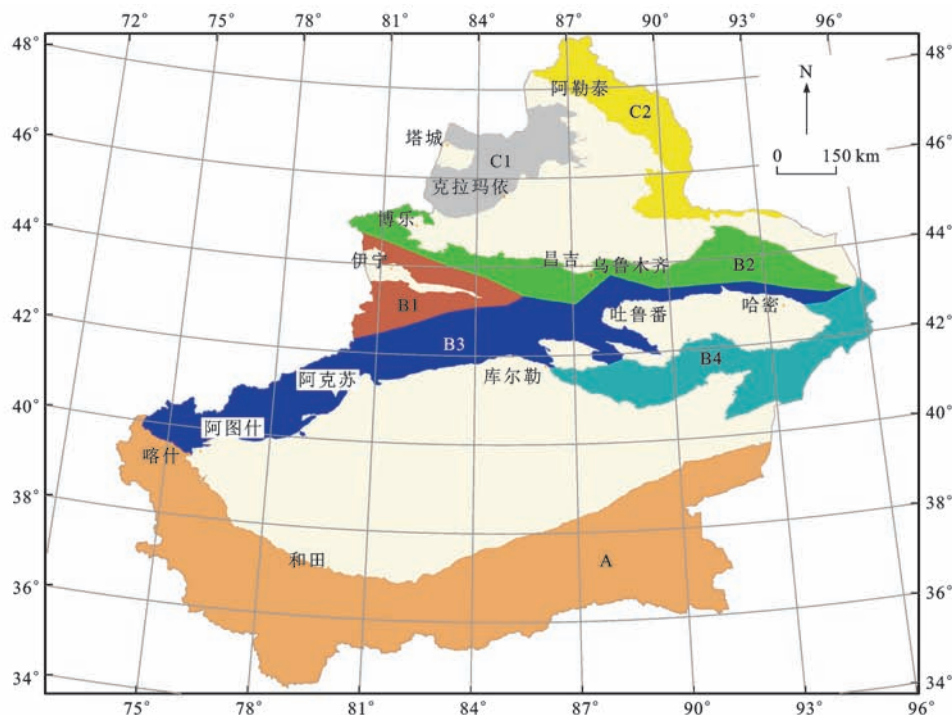 72° 75° 78° 81° 84° 87° 90° 93° 96°
48° 48°
阿勒泰
N
C2
塔城
46° 46°
C1
0 150 km
克拉玛依
博乐
44° 44°
昌吉
伊宁
乌鲁木齐
B2
哈密
B1
吐鲁番
42° 42°
B3
B4
阿克苏
库尔勒
40° 40°
阿图什
喀什
38° 38°
和田
A
36° 36°
34° 34°
72° 75° 78° 81° 84° 87° 90° 93° 96°